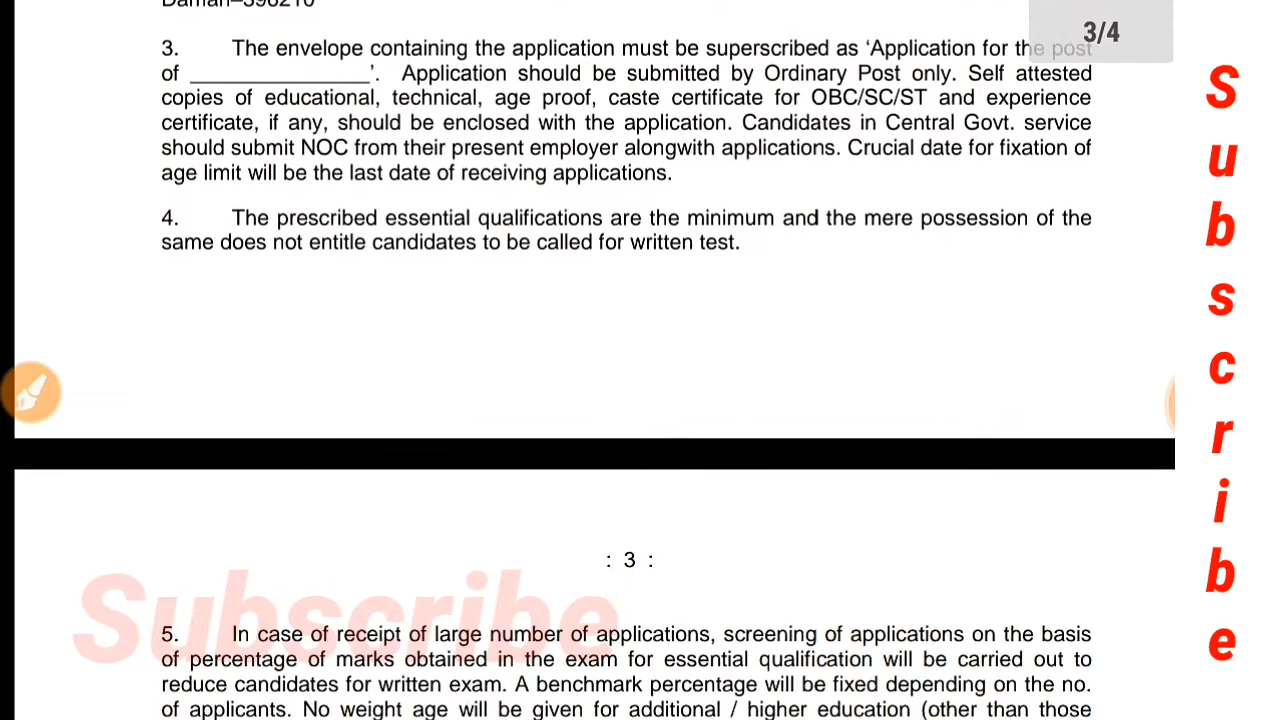 Daman–396210
3/4
3. The envelope containing the application must be superscribed as ‘Application for the post
of ________________’. Application should be submitted by Ordinary Post only. Self attested
copies of educational, technical, age proof, caste certificate for OBC/SC/ST and experience
certificate, if any, should be enclosed with the application. Candidates in Central Govt. service
should submit NOC from their present employer alongwith applications. Crucial date for fixation of
age limit will be the last date of receiving applications.
4. The prescribed essential qualifications are the minimum and the mere possession of the
same does not entitle candidates to be called for written test.
: 3 :
Subscribe
5. In case of receipt of large number of applications, screening of applications on the basis
of percentage of marks obtained in the exam for essential qualification will be carried out to
reduce candidates for written exam. A benchmark percentage will be fixed depending on the no.
of applicants. No weight age will be given for additional / higher education (other than those
Subscribe